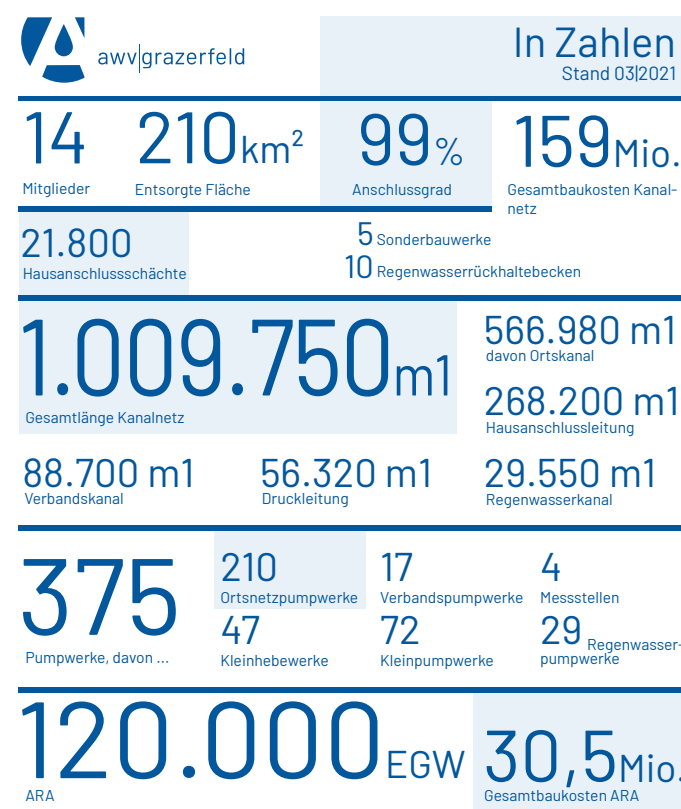 awv|grazerfeld
In Zahlen
Stand 03|2021
14
Mitglieder
210km²
Entsorgte Fläche
99%
Anschlussgrad
159Mio.
Gesamtbaukosten Kanal-
netz
21.800
Hausanschlussschächte
5 Sonderbauwerke
10 Regenwasserrückhaltebecken
1.009.750m1
Gesamtlänge Kanalnetz
566.980 m1
davon Ortskanal
268.200 m1
Hausanschlussleitung
88.700 m1
Verbandskanal
56.320 m1
Druckleitung
29.550 m1
Regenwasserkanal
375
Pumpwerke, davon ...
210
Ortsnetzpumpwerke
17
Verbandspumpwerke
4
Messstellen
47
Kleinhebewerke
72
Kleinpumpwerke
29 Regenwasser-
pumpwerke
120.000EGW
ARA
30,5Mio.
Gesamtbaukosten ARA